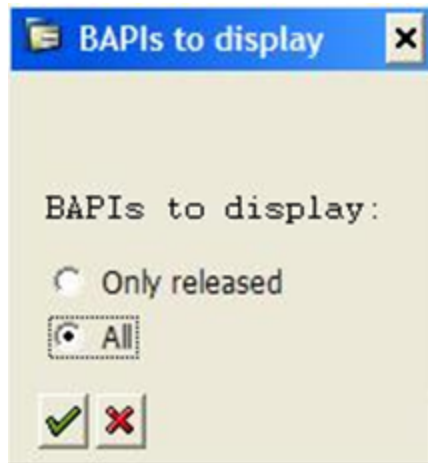 BAPIs to display
BAPIs to display:
Only released
All